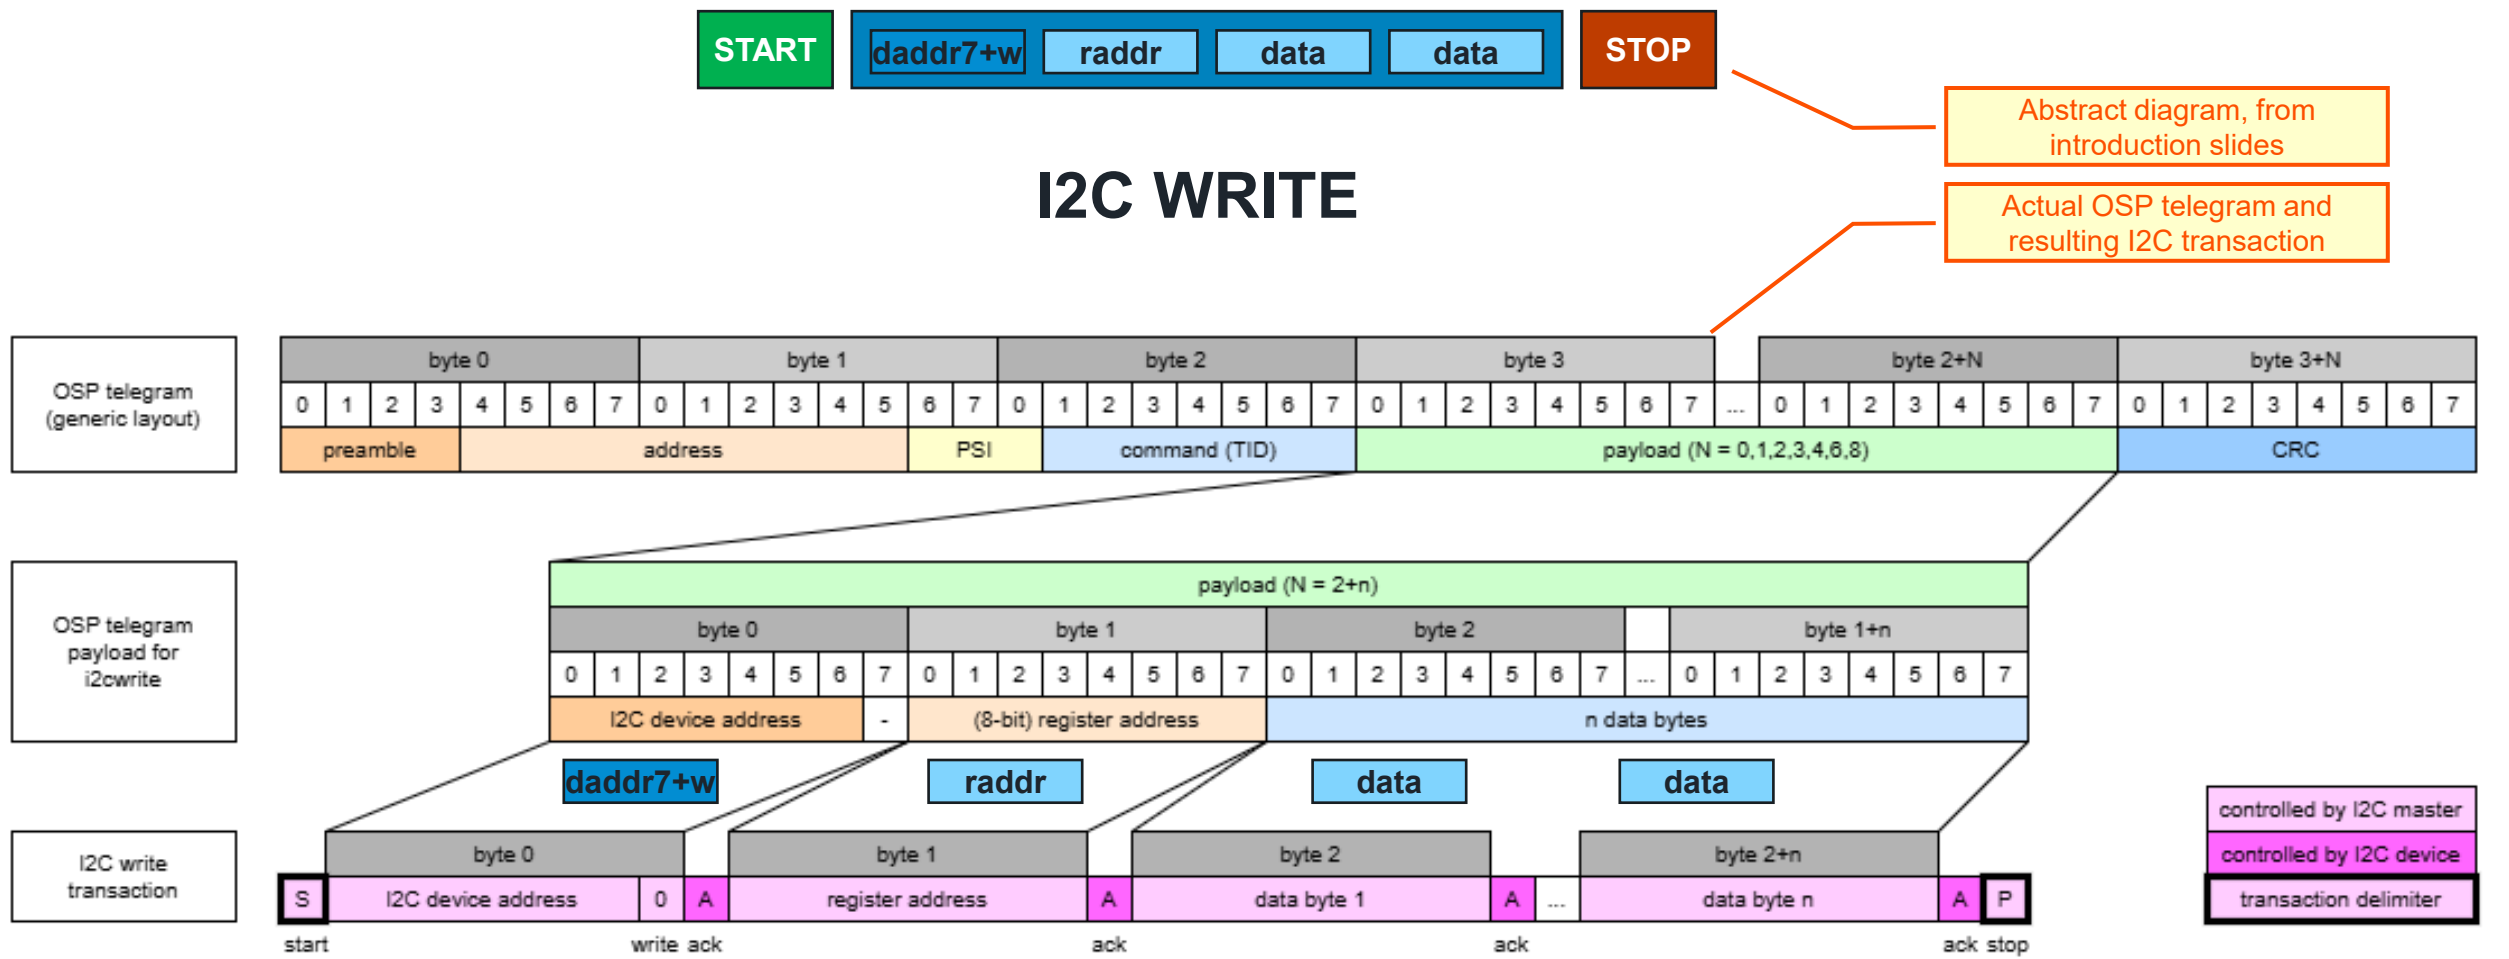 START daddr7+w raddr data data STOP
Abstract diagram, from
introduction slides
I2C WRITE
Actual OSP telegram and
resulting I2C transaction
OSP telegram
(generic layout)
byte 0 byte 1 byte 2 byte 3 byte 2+N byte 3+N
0 1 2 3 4 5 6 7 0 1 2 3 4 5 6 7 0 1 2 3 4 5 6 7 0 1 2 3 4 5 6 7 ... 0 1 2 3 4 5 6 7 0 1 2 3 4 5 6 7
preamble address PSI command (TID) payload (N = 0,1,2,3,4,6,8) CRC
OSP telegram
payload for
i2cwrite
payload (N = 2+n)
byte 0 byte 1 byte 2 byte 1+n
0 1 2 3 4 5 6 7 0 1 2 3 4 5 6 7 0 1 2 3 4 5 6 7 ... 0 1 2 3 4 5 6 7
I2C device address - (8-bit) register address n data bytes
daddr7+w raddr data data
I2C write
transaction
byte 0 byte 1 byte 2 byte 2+n
S I2C device address 0 A register address A data byte 1 A ... data byte n A P
start write ack ack ack ack stop
controlled by I2C master
controlled by I2C device
transaction delimiter